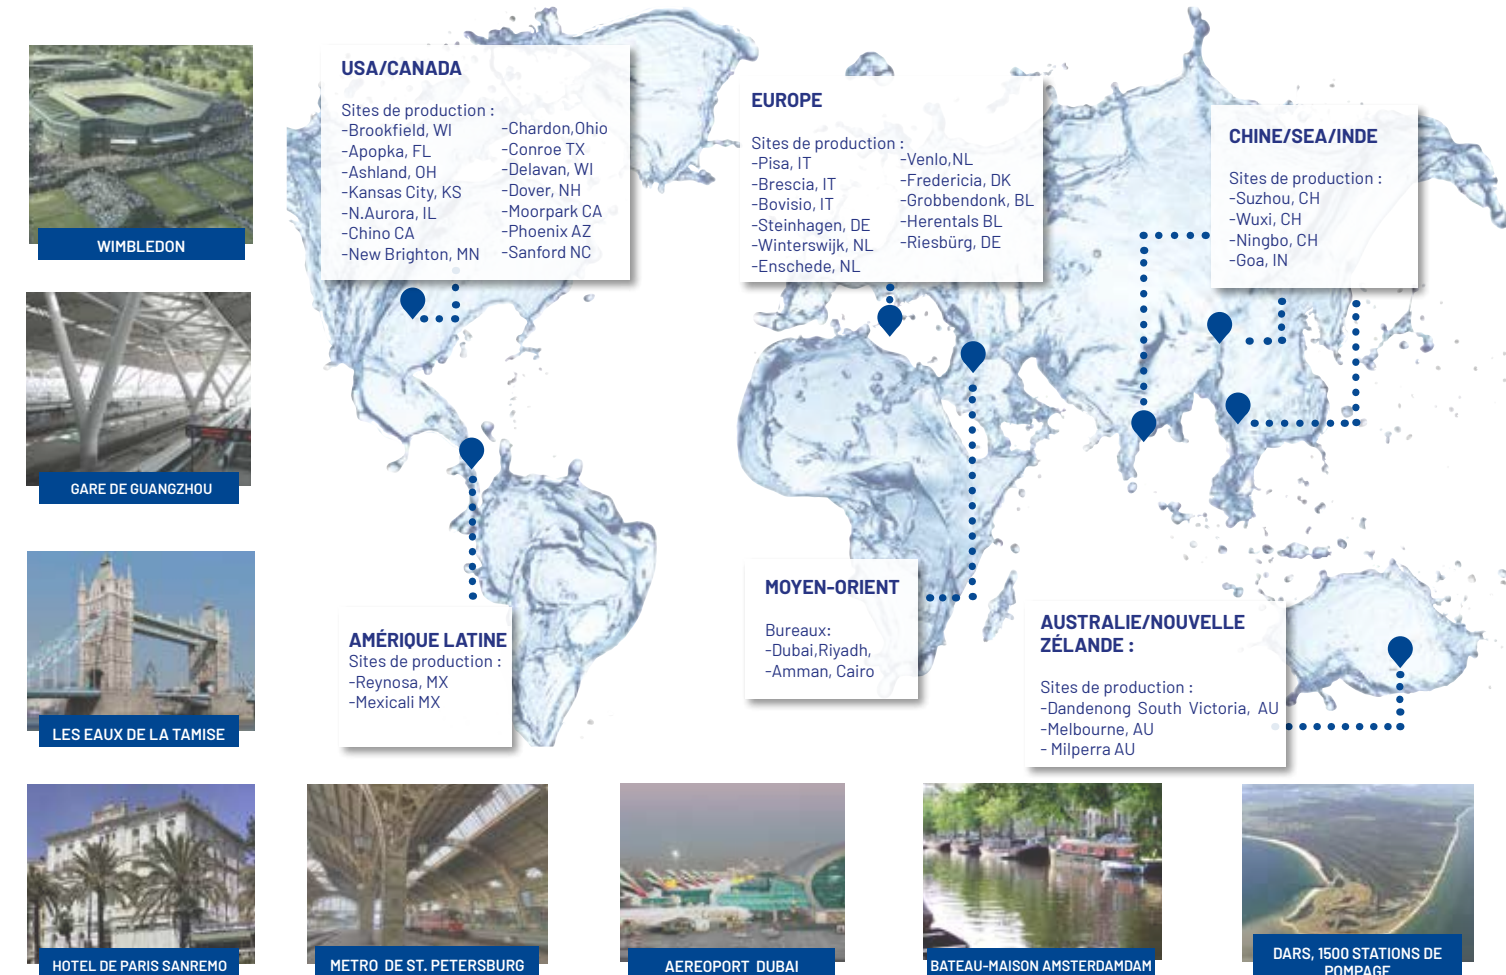 WIMBLEDON
GARE DE GUANGZHOU
LES EAUX DE LA TAMISE
USA/CANADA
Sites de production :
-Brookfield, WI
-Apopka, FL
-Ashland, OH
-Kansas City, KS
-N.Aurora, IL
-Chino CA
-New Brighton, MN
-Chardon,Ohio
-Conroe TX
-Delavan, WI
-Dover, NH
-Moorpark CA
-Phoenix AZ
-Sanford NC
EUROPE
Sites de production :
-Pisa, IT
-Brescia, IT
-Bovisio, IT
-Steinhagen, DE
-Winterswijk, NL
-Enschede, NL
-Venlo,NL
-Fredericia, DK
-Grobbendonk, BL
-Herentals BL
-Riesbürg, DE
CHINE/SEA/INDE
Sites de production :
-Suzhou, CH
-Wuxi, CH
-Ningbo, CH
-Goa, IN
AMÉRIQUE LATINE
Sites de production :
-Reynosa, MX
-Mexicali MX
MOYEN-ORIENT
Bureaux:
-Dubai,Riyadh,
-Amman, Cairo
AUSTRALIE/NOUVELLE
ZÉLANDE :
Sites de production :
-Dandenong South Victoria, AU
-Melbourne, AU
- Milperra AU
HOTEL DE PARIS SANREMO
METRO DE ST. PETERSBURG
AEREOPORT DUBAI
BATEAU-MAISON AMSTERDAMDAM
DARS, 1500 STATIONS DE
POMPAGE